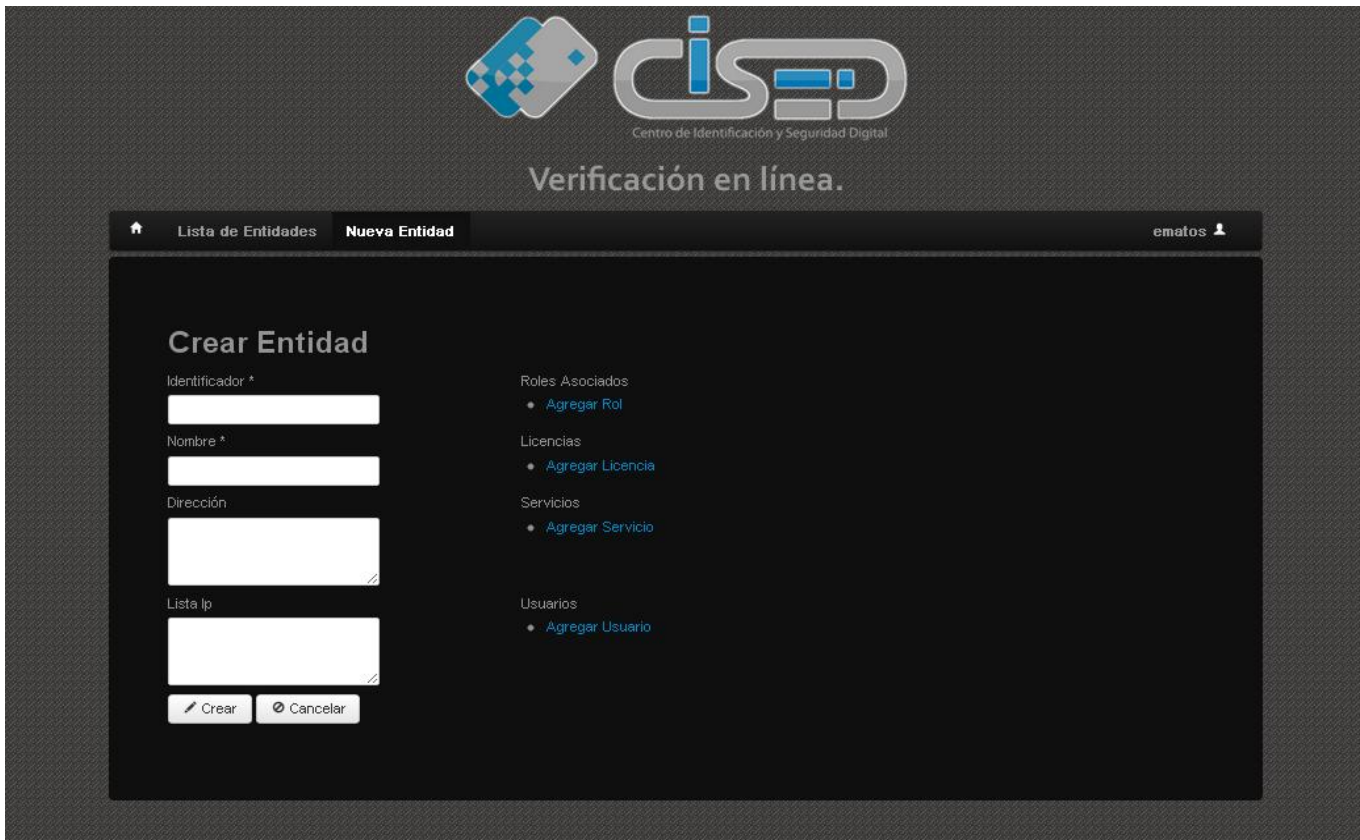 CISED
Centro de Identificación y Seguridad Digital
Verificación en línea.
Lista de Entidades Nueva Entidad ematos
Crear Entidad
Identificador * Roles Asociados
Agregar Rol
Nombre * Licencias
Agregar Licencia
Dirección Servicios
Agregar Servicio
Lista Ip Usuarios
Agregar Usuario
Crear Cancelar